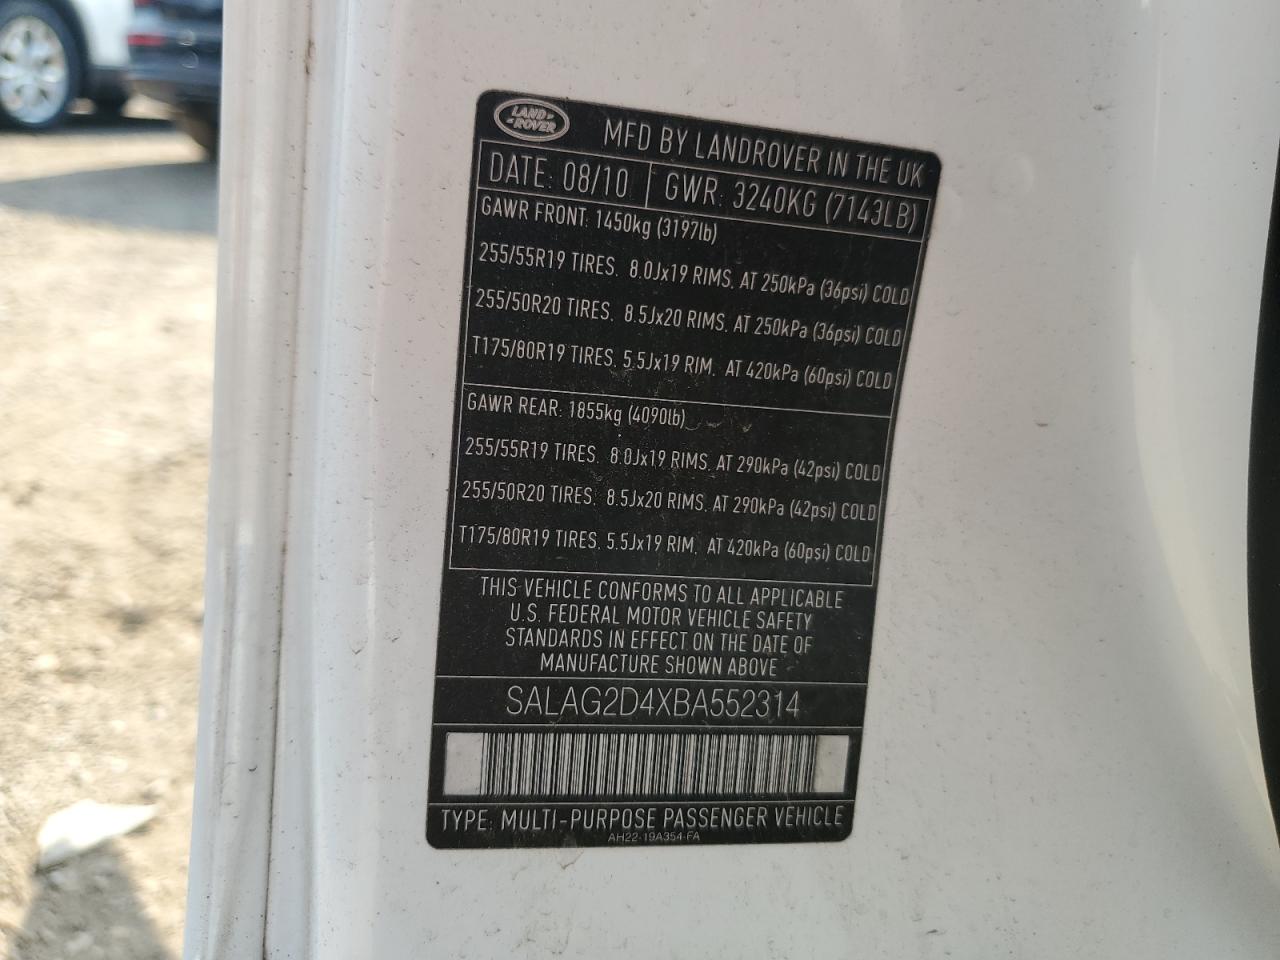 LAND ROVER
MFD BY LANDROVER IN THE UK
DATE: 08/10 GWR: 3240KG (7143LB)
GAWR FRONT: 1450kg (3197lb)
255/55R19 TIRES, 8.0Jx19 RIMS, AT 250kPa (36psi) COLD
255/50R20 TIRES, 8.5Jx20 RIMS, AT 250kPa (36psi) COLD
T175/80R19 TIRES, 5.5Jx19 RIM, AT 420kPa (60psi) COLD
GAWR REAR: 1855kg (4090lb)
255/55R19 TIRES, 8.0Jx19 RIMS, AT 290kPa (42psi) COLD
255/50R20 TIRES, 8.5Jx20 RIMS, AT 290kPa (42psi) COLD
T175/80R19 TIRES, 5.5Jx19 RIM, AT 420kPa (60psi) COLD
THIS VEHICLE CONFORMS TO ALL APPLICABLE
U.S. FEDERAL MOTOR VEHICLE SAFETY
STANDARDS IN EFFECT ON THE DATE OF
MANUFACTURE SHOWN ABOVE
SALAG2D4XBA552314
TYPE: MULTI-PURPOSE PASSENGER VEHICLE
AH22-19A354-FA